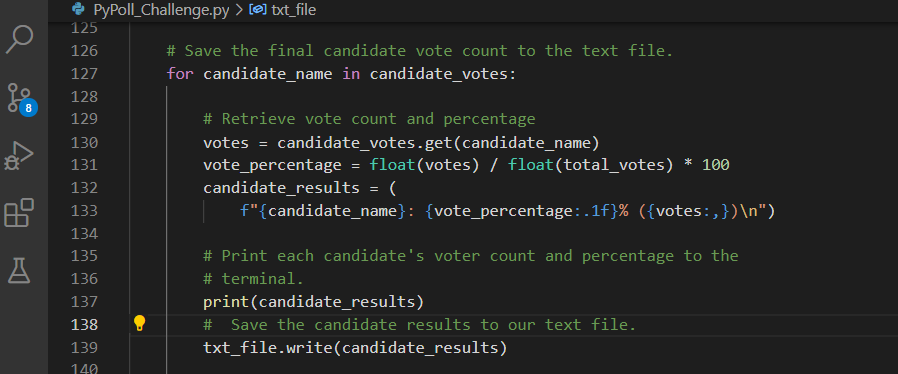 PyPoll_Challenge.py > txt_file
125
126 # Save the final candidate vote count to the text file.
127 for candidate_name in candidate_votes:
128
129 # Retrieve vote count and percentage
130 votes = candidate_votes.get(candidate_name)
131 vote_percentage = float(votes) / float(total_votes) * 100
132 candidate_results = (
133 f"{candidate_name}: {vote_percentage:.1f}% ({votes:,})\n")
134
135 # Print each candidate's voter count and percentage to the
136 # terminal.
137 print(candidate_results)
8
138 #  Save the candidate results to our text file.
139 txt_file.write(candidate_results)
140